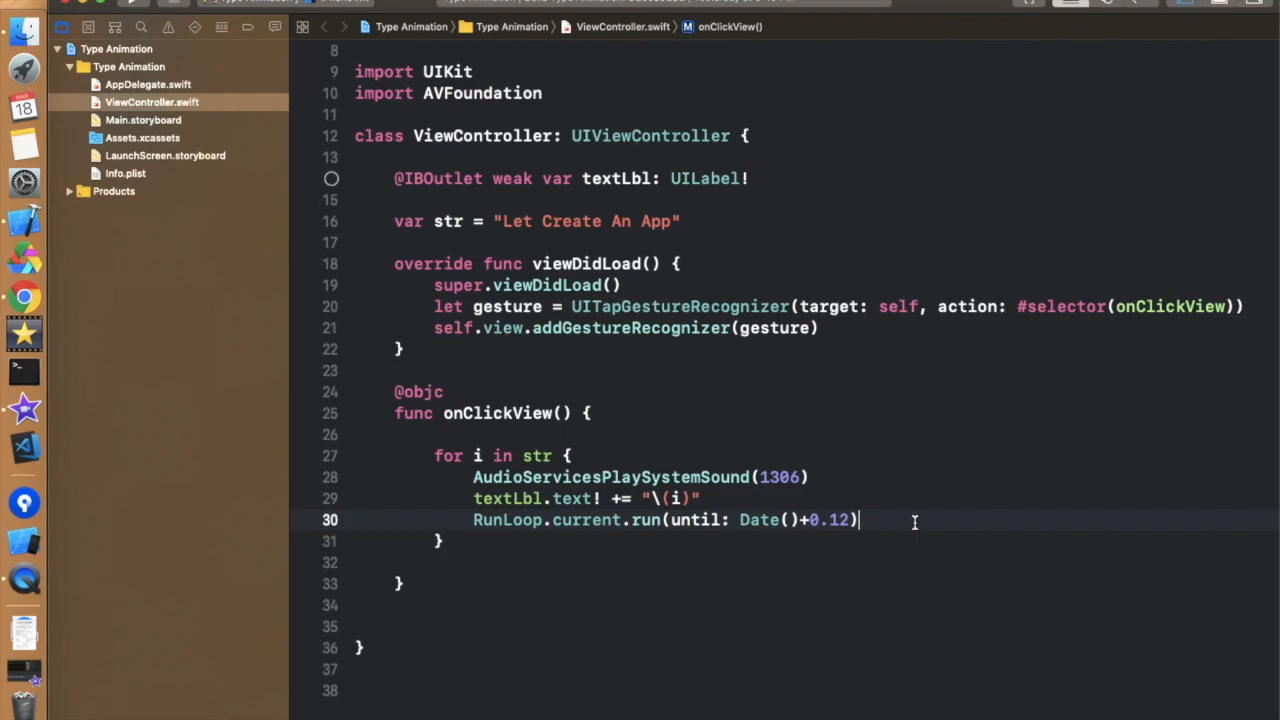 Type Animation
Type Animation
AppDelegate.swift
ViewController.swift
Main.storyboard
Assets.xcassets
LaunchScreen.storyboard
Info.plist
Products
MAR
18
Type Animation
Type Animation
ViewController.swift
M
onClickView()
8
9 import UIKit
10 import AVFoundation
11
12 class ViewController: UIViewController {
13
@IBOutlet weak var textLbl: UILabel!
15
16 var str = "Let Create An App"
17
18 override func viewDidLoad() {
19 super.viewDidLoad()
20 let gesture = UITapGestureRecognizer(target: self, action: #selector(onClickView))
21 self.view.addGestureRecognizer(gesture)
22 }
23
24 @objc
25 func onClickView() {
26
27 for i in str {
28 AudioServicesPlaySystemSound(1306)
29 textLbl.text! += "\(i)"
30 RunLoop.current.run(until: Date()+0.12)
31 }
32
33 }
34
35
36 }
37
38